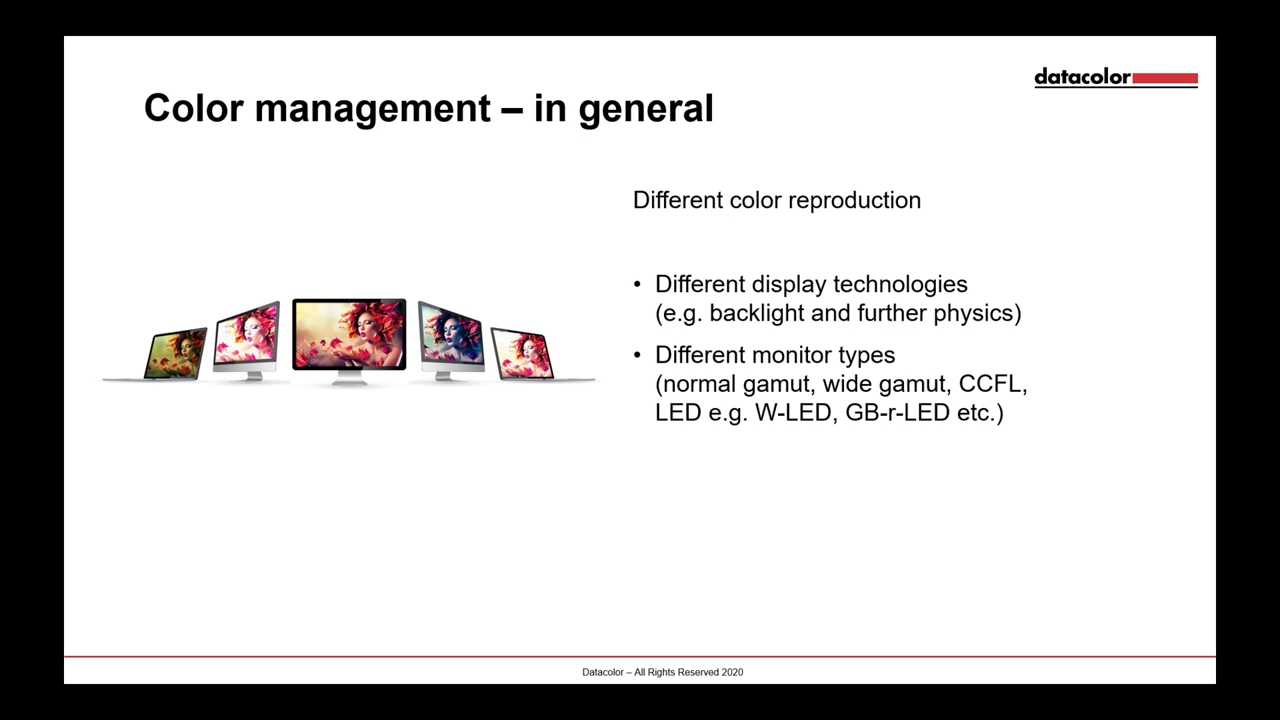 datacolor
Color management – in general
Different color reproduction
• Different display technologies
(e.g. backlight and further physics)
• Different monitor types
(normal gamut, wide gamut, CCFL,
LED e.g. W-LED, GB-r-LED etc.)
Datacolor – All Rights Reserved 2020